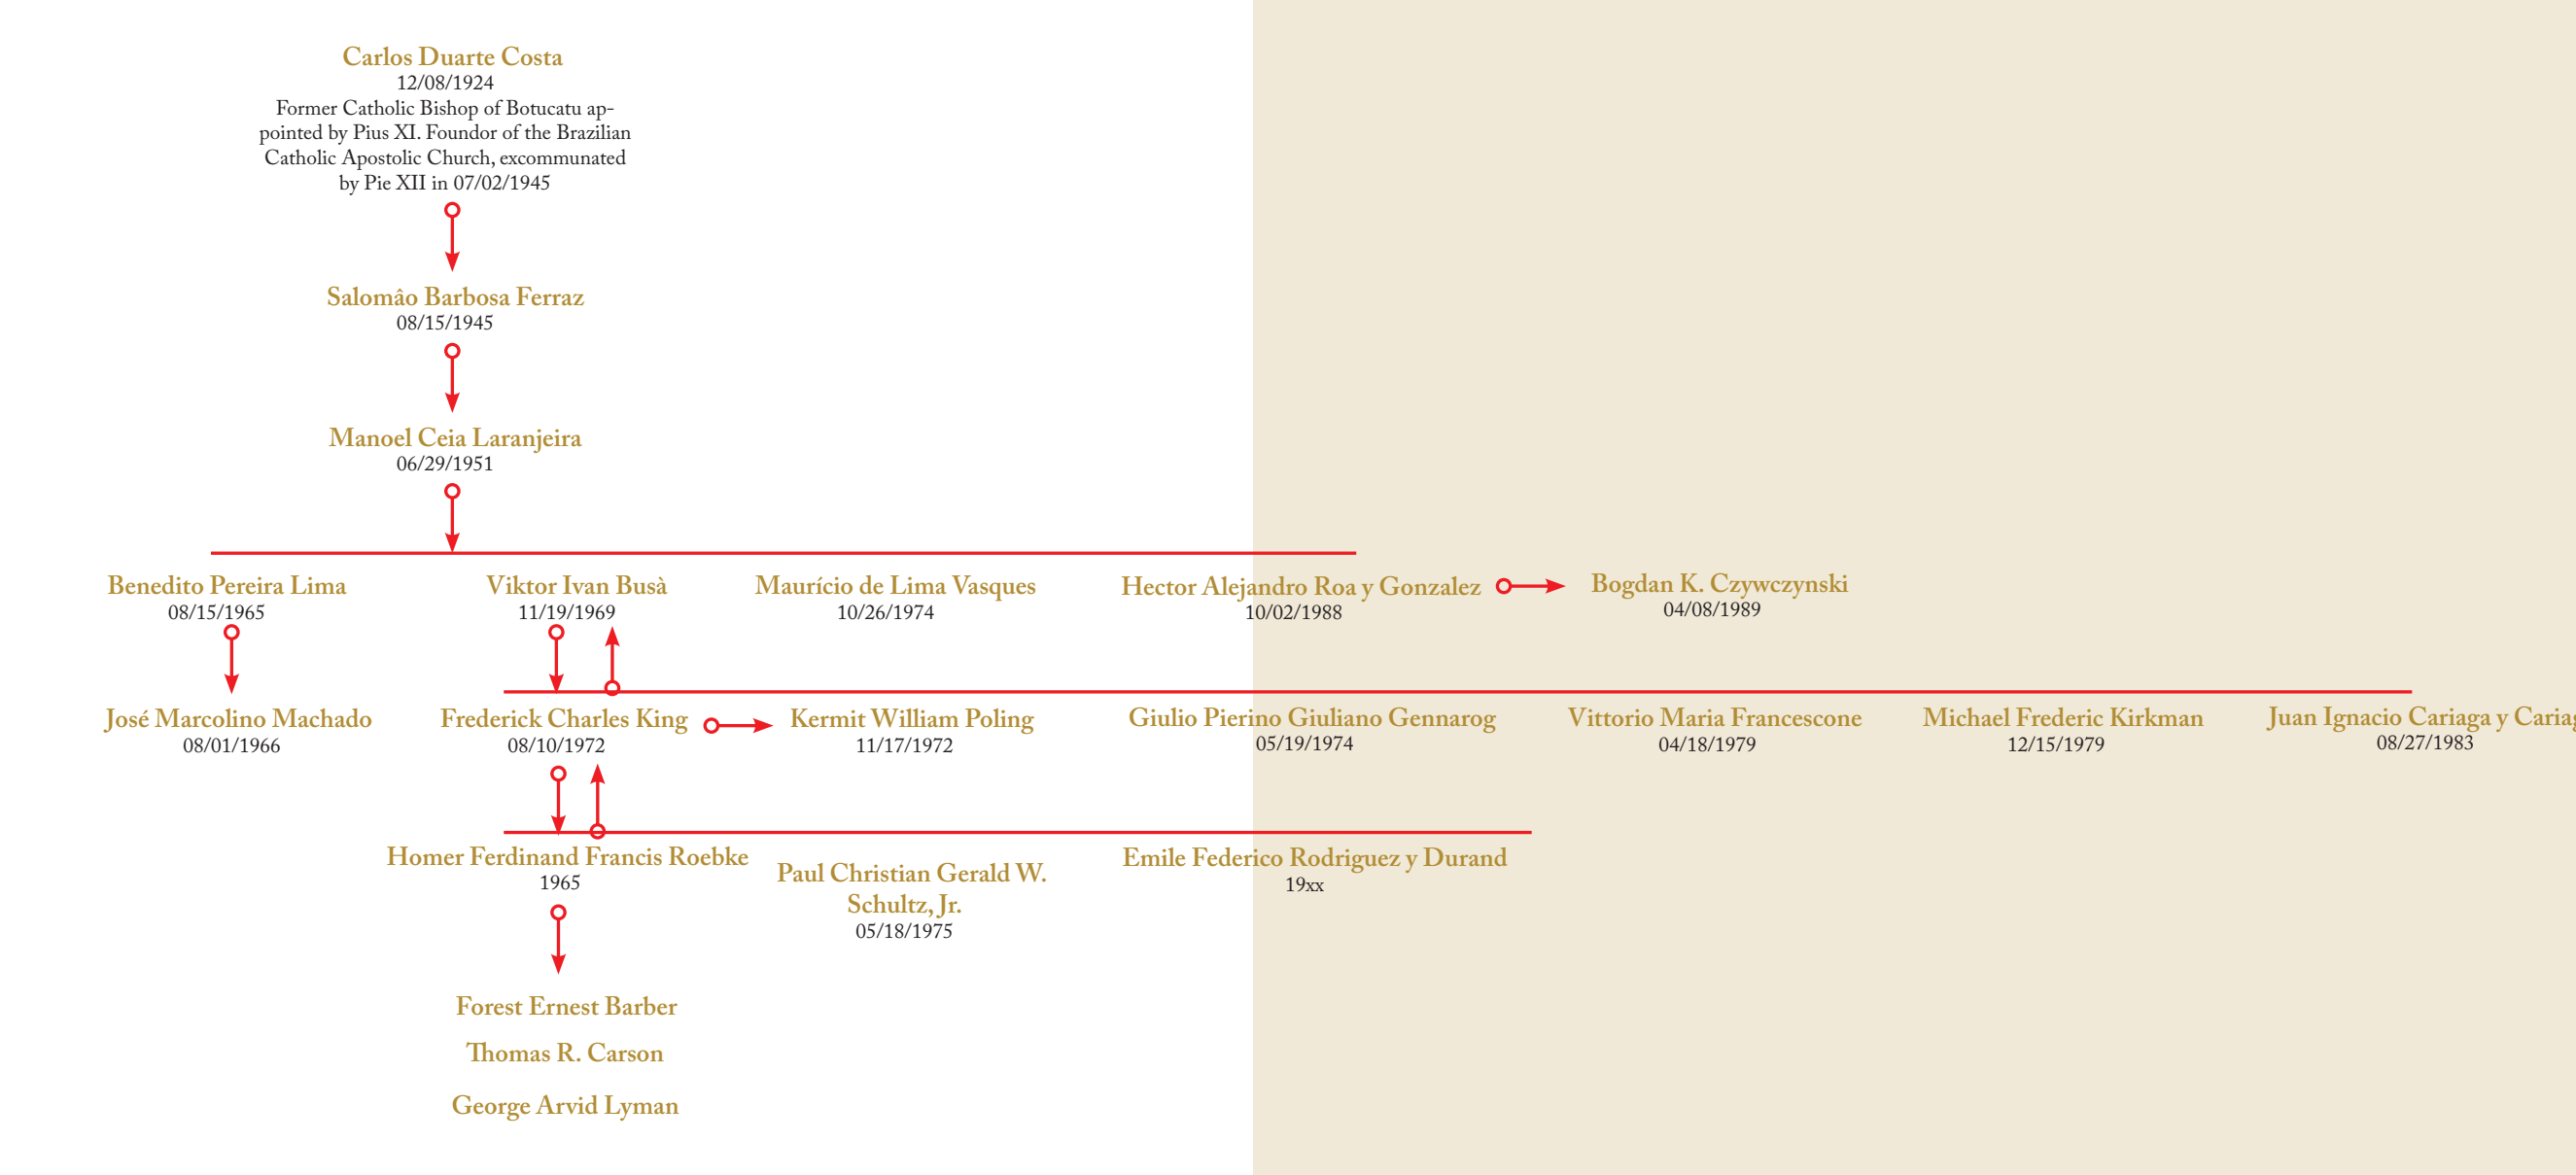 Carlos Duarte Costa
12/08/1924
Former Catholic Bishop of Botucatu ap-
pointed by Pius XI. Foundor of the Brazilian
Catholic Apostolic Church, excommunated
by Pie XII in 07/02/1945
Salomâo Barbosa Ferraz
08/15/1945
Manoel Ceia Laranjeira
06/29/1951
Benedito Pereira Lima
08/15/1965
Viktor Ivan Busà
11/19/1969
Maurício de Lima Vasques
10/26/1974
Hector Alejandro Roa y Gonzalez
10/02/1988
Bogdan K. Czywczynski
04/08/1989
José Marcolino Machado
08/01/1966
Frederick Charles King
08/10/1972
Kermit William Poling
11/17/1972
Giulio Pierino Giuliano Gennarog
05/19/1974
Vittorio Maria Francescone
04/18/1979
Michael Frederic Kirkman
12/15/1979
Juan Ignacio Cariaga y Cariag
08/27/1983
Homer Ferdinand Francis Roebke
1965
Paul Christian Gerald W.
Schultz, Jr.
05/18/1975
Emile Federico Rodriguez y Durand
19xx
Forest Ernest Barber
Thomas R. Carson
George Arvid Lyman